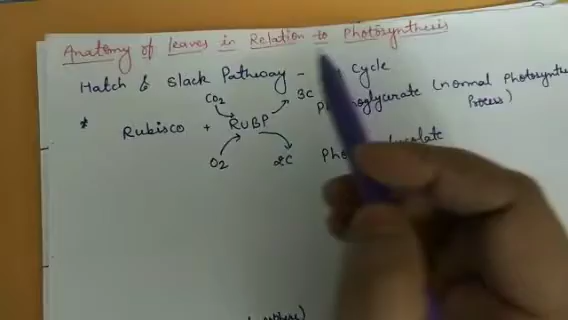 Anatomy of leaves in Relation to Photosynthesis
Hatch & Slack Pathway - Cycle
CO2 3C (normal Photosynthe
* Rubisco + RUBP Process)
O2 2C